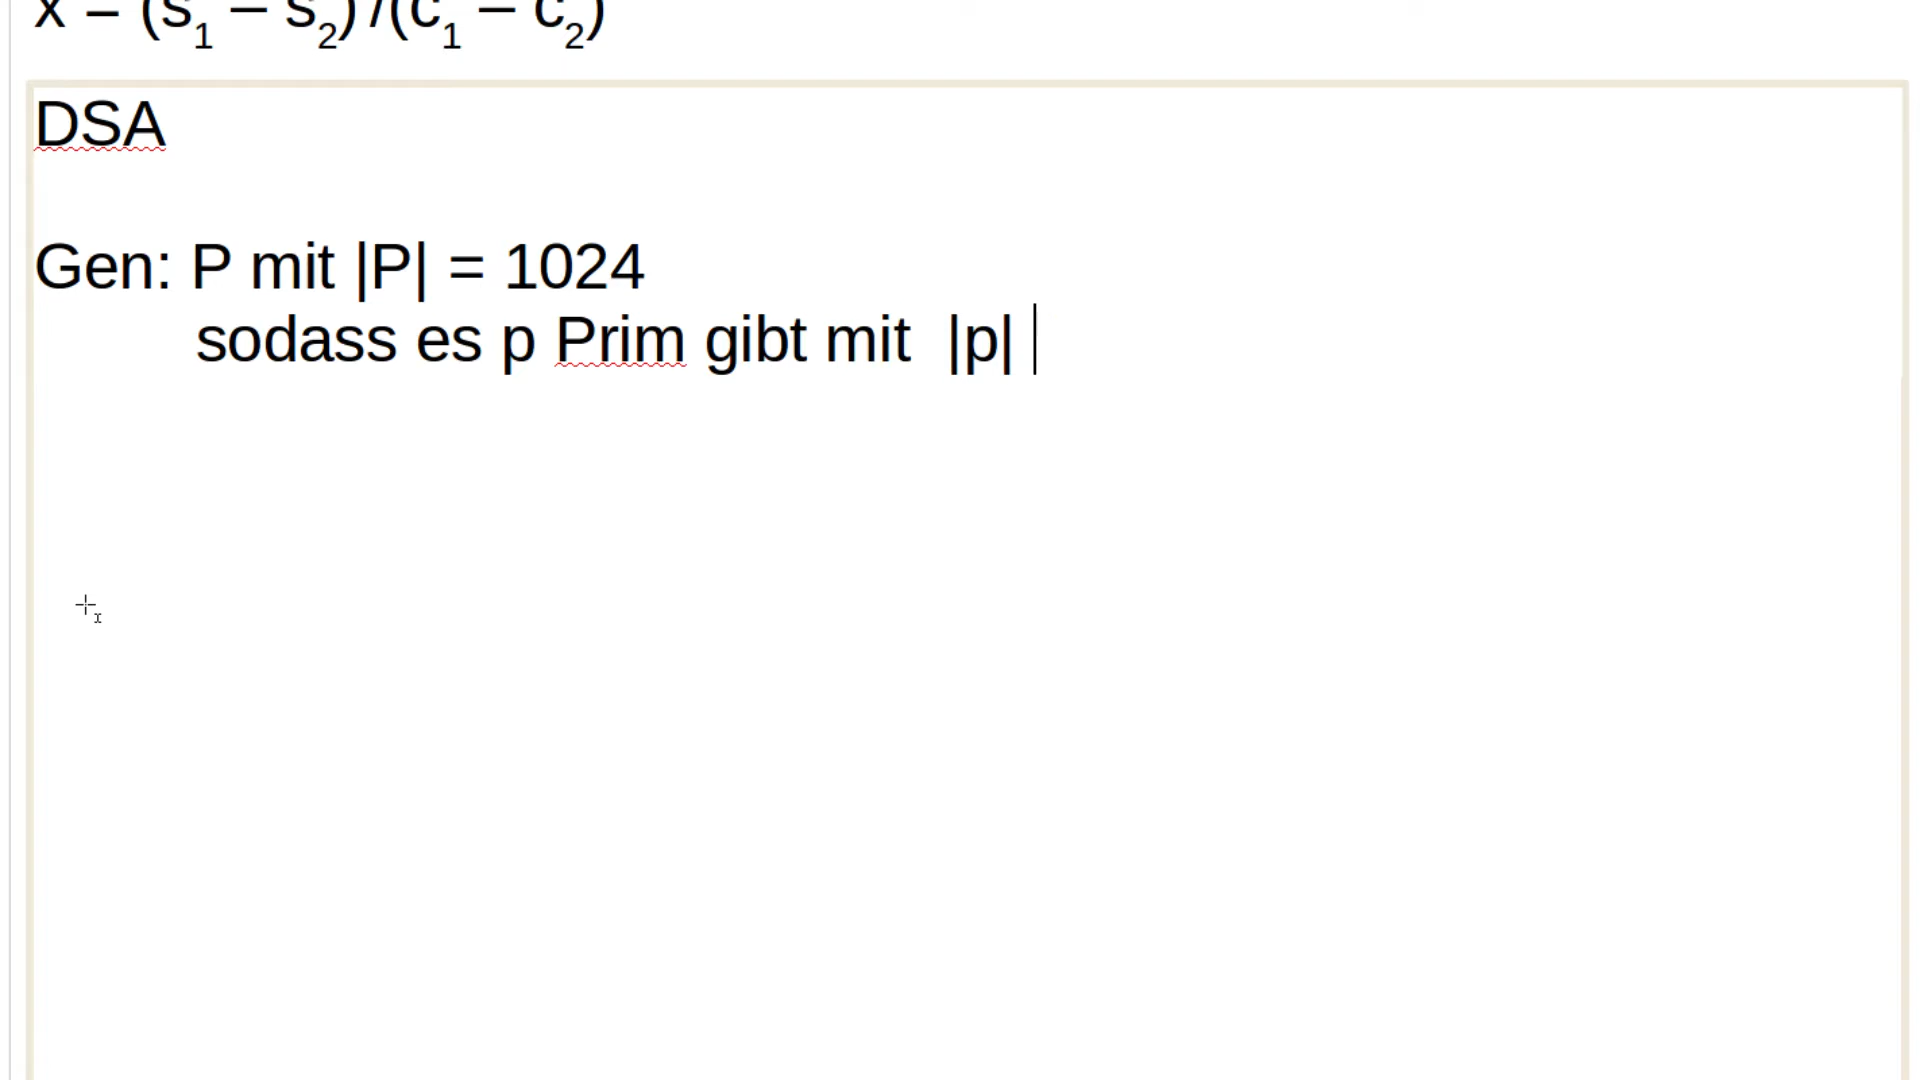 x = (s₁ – s₂) /(c₁ – c₂)
DSA
Gen: P mit |P| = 1024
sodass es p Prim gibt mit |p|